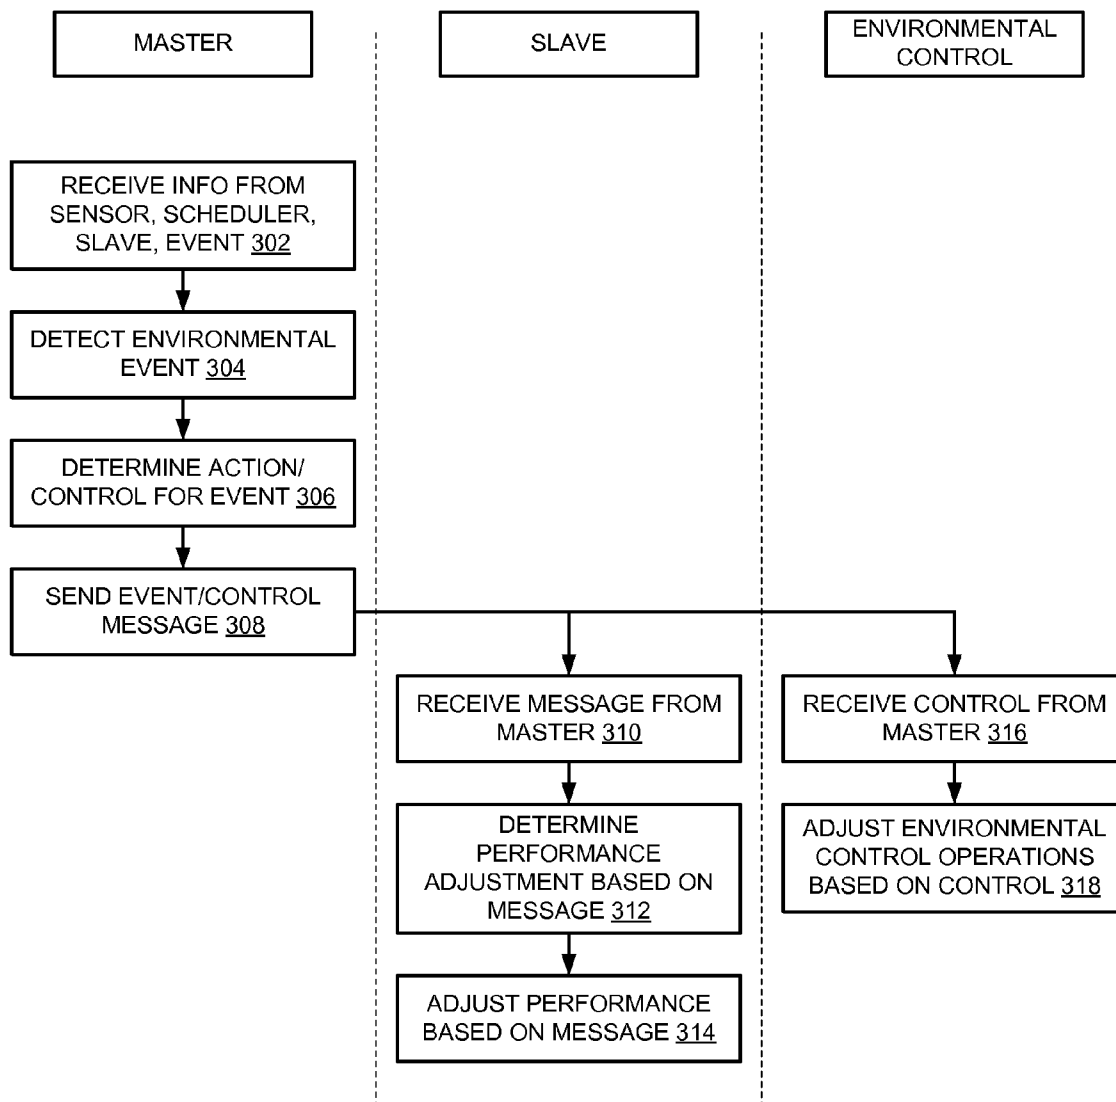 MASTER
SLAVE
ENVIRONMENTAL
CONTROL
RECEIVE INFO FROM
SENSOR, SCHEDULER,
SLAVE, EVENT 302
DETECT ENVIRONMENTAL
EVENT 304
DETERMINE ACTION/
CONTROL FOR EVENT 306
SEND EVENT/CONTROL
MESSAGE 308
RECEIVE MESSAGE FROM
MASTER 310
DETERMINE
PERFORMANCE
ADJUSTMENT BASED ON
MESSAGE 312
ADJUST PERFORMANCE
BASED ON MESSAGE 314
RECEIVE CONTROL FROM
MASTER 316
ADJUST ENVIRONMENTAL
CONTROL OPERATIONS
BASED ON CONTROL 318